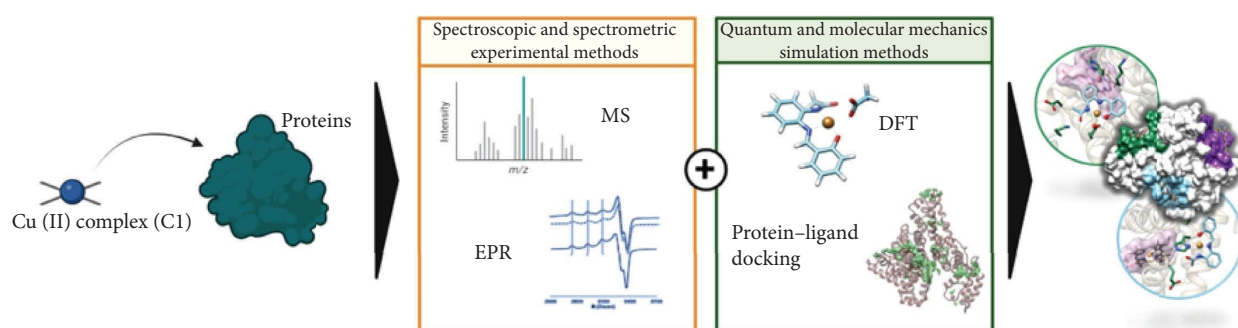 Cu (II) complex (C1)
Proteins
Spectroscopic and spectrometric
experimental methods
Intensity
m/z
MS
EPR
Quantum and molecular mechanics
simulation methods
DFT
Protein–ligand
docking